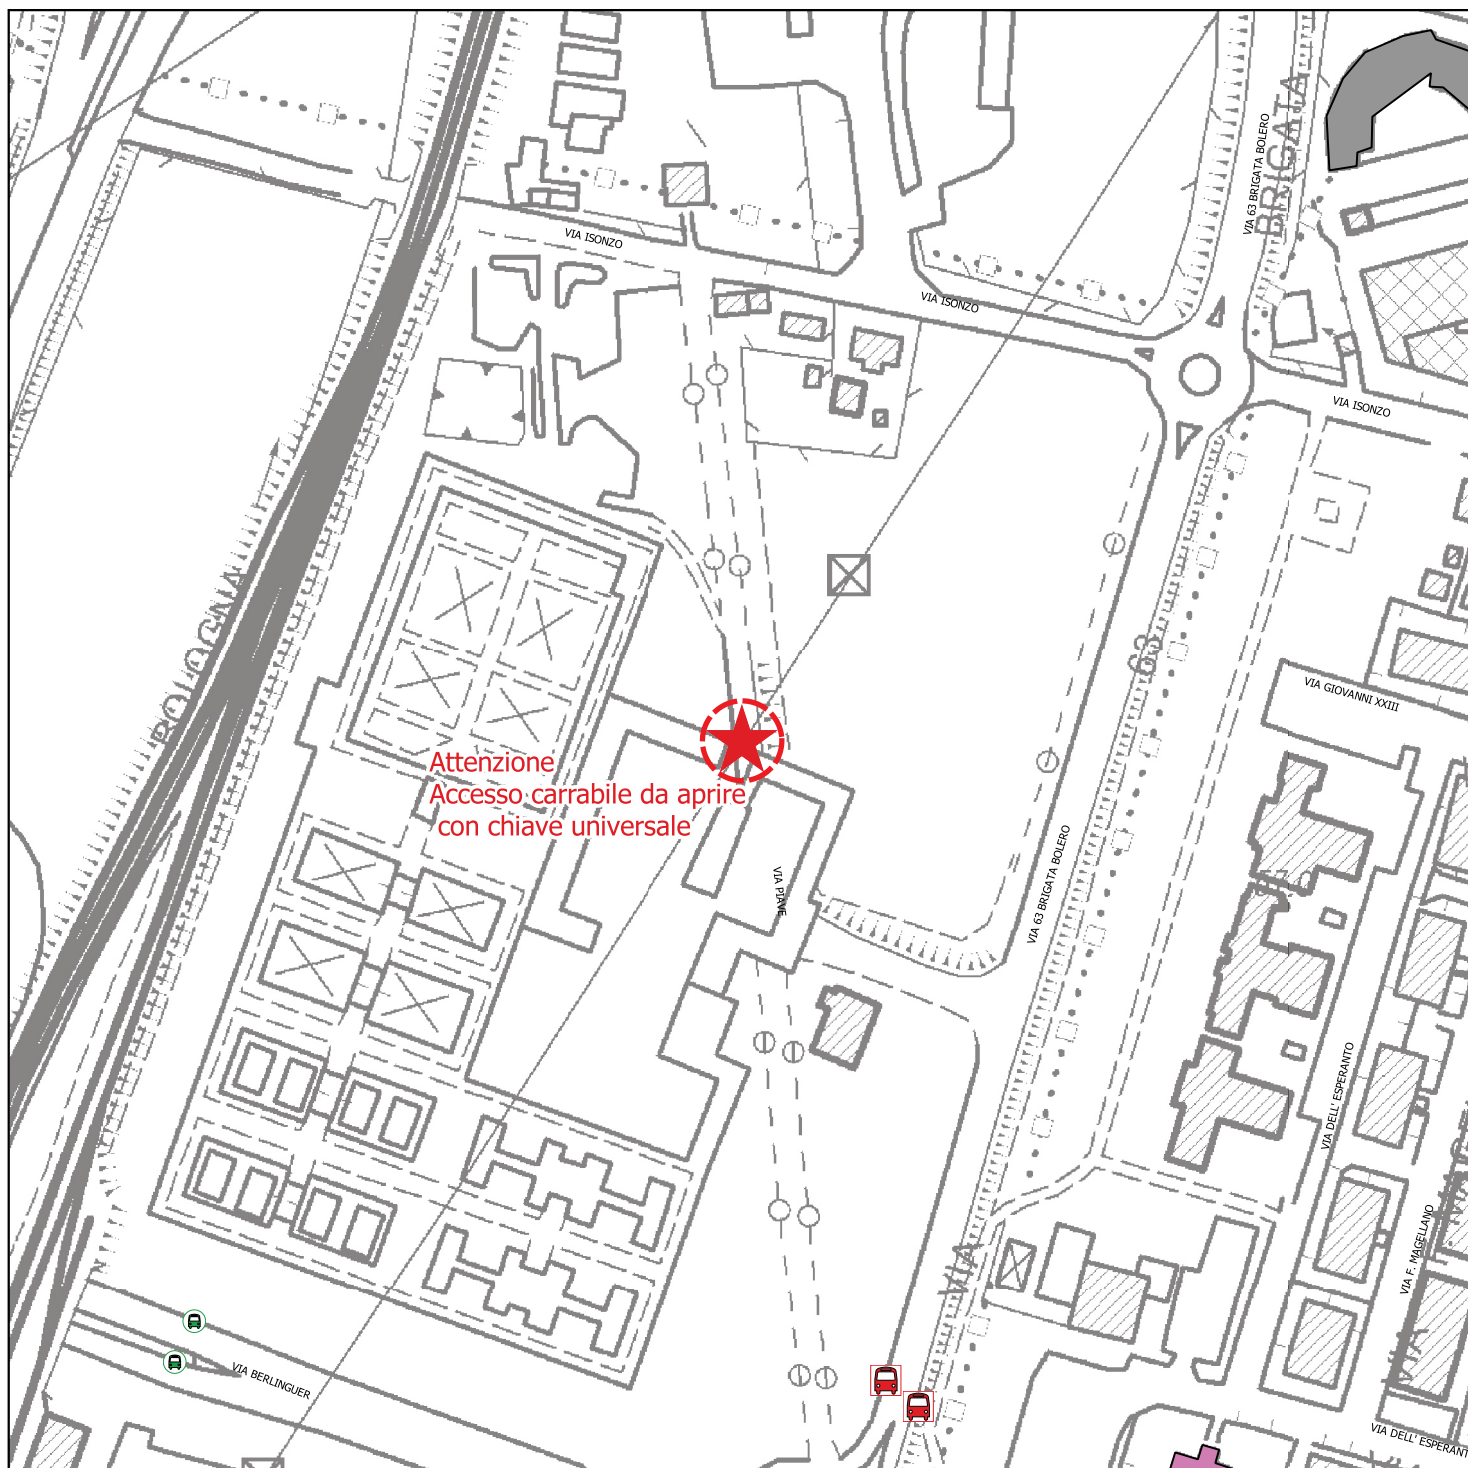 VIA 63 BRIGATA BOLERO
BRIGATA
VIA ISONZO
VIA ISONZO
VIA ISONZO
BOLOGNA
63
VIA GIOVANNI XXIII
Attenzione
Accesso carrabile da aprire
con chiave universale
VIA PIAVE
VIA 63 BRIGATA BOLERO
VIA DELL' ESPERANTO
VIA F. MAGELLANO
VIA
VIA
VIA BERLINGUER
VIA DELL' ESPERANT